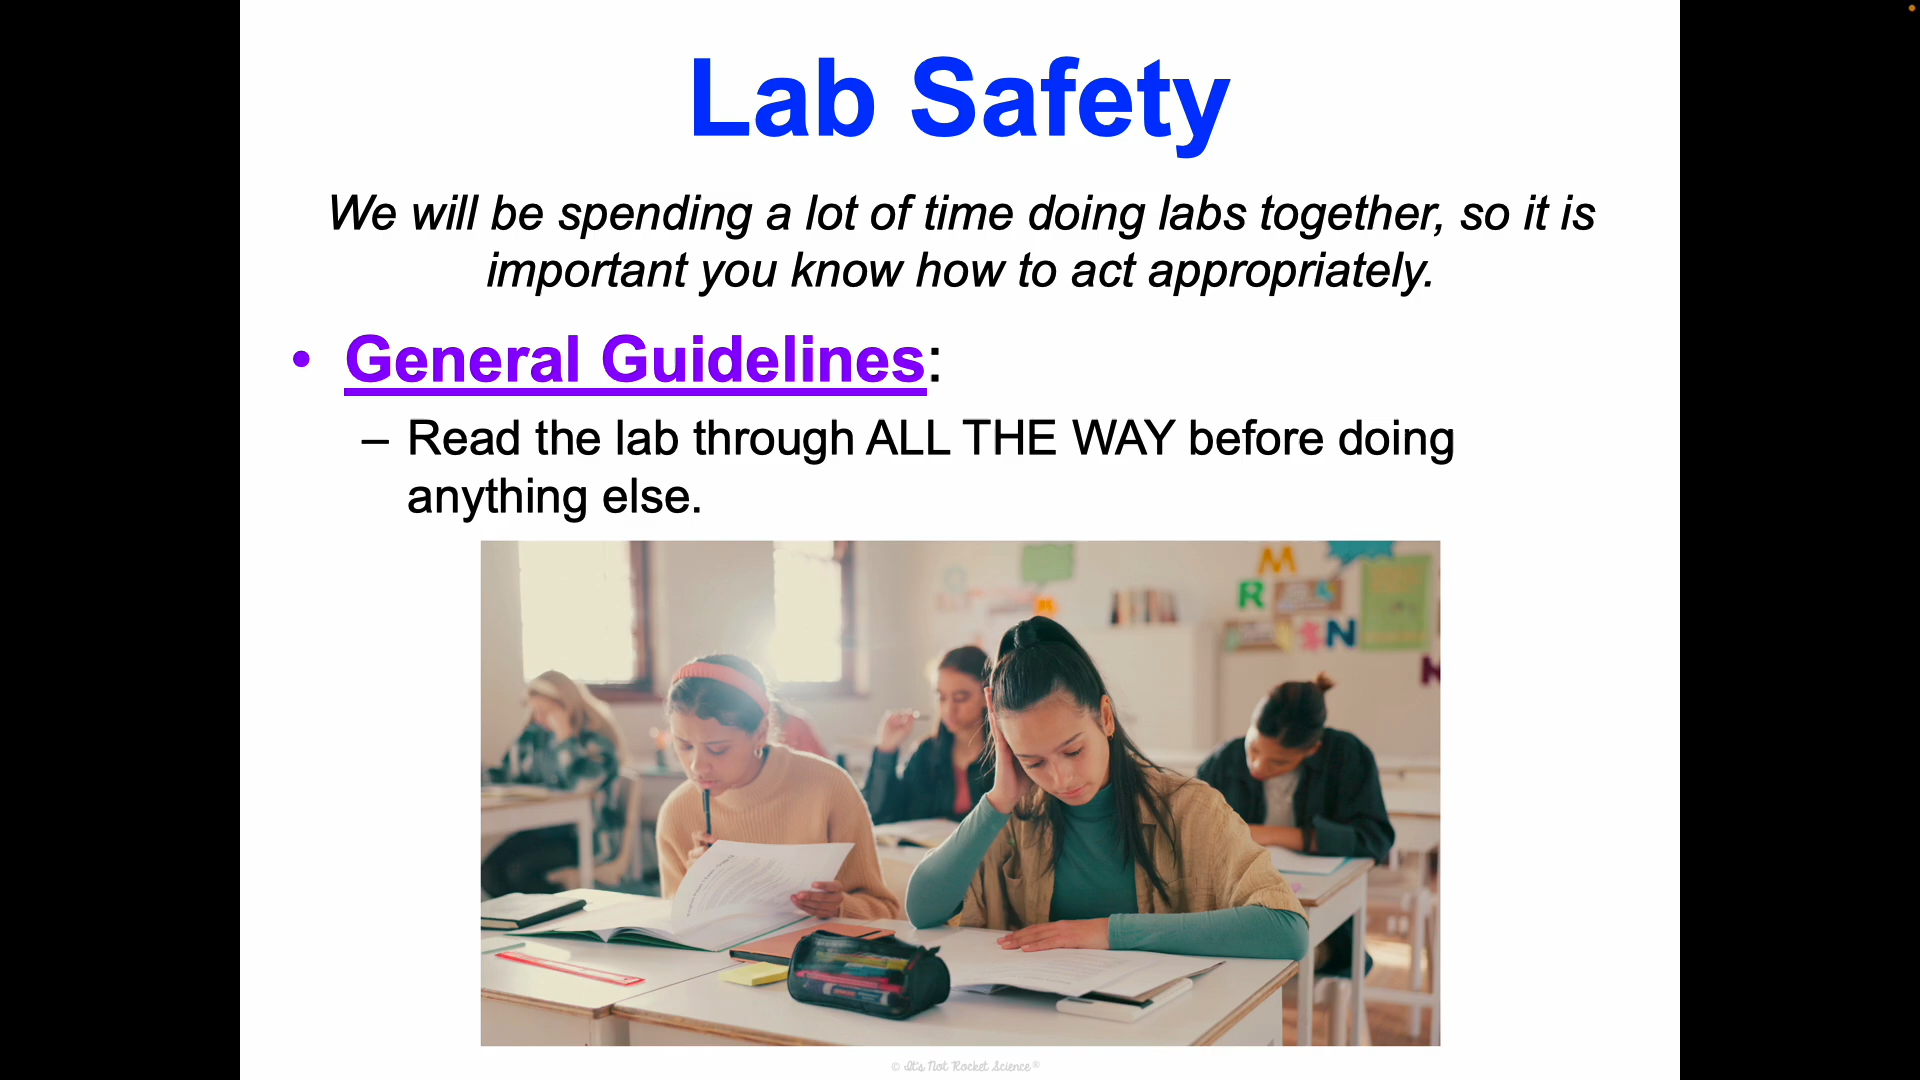 Lab Safety
We will be spending a lot of time doing labs together, so it is
important you know how to act appropriately.
• General Guidelines:
– Read the lab through ALL THE WAY before doing
anything else.
M
R
N
© It's Not Rocket Science®